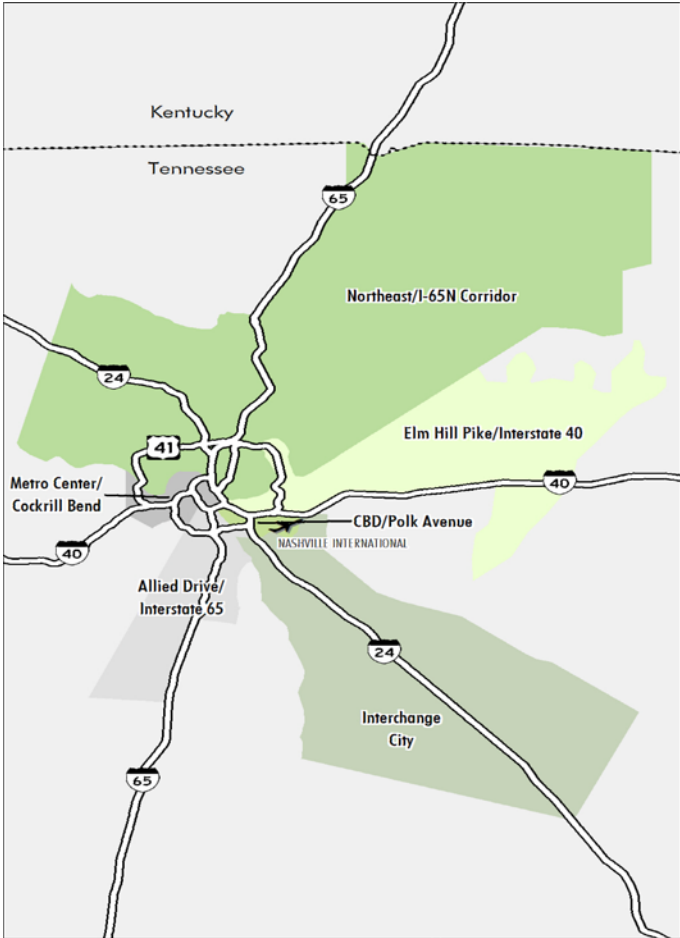 Kentucky
Tennessee
65
Northeast/I-65N Corridor
24
41
Elm Hill Pike/Interstate 40
Metro Center/
Cockrill Bend
40
CBD/Polk Avenue
NASHVILLE INTERNATIONAL
40
Allied Drive/
Interstate 65
24
Interchange
City
65